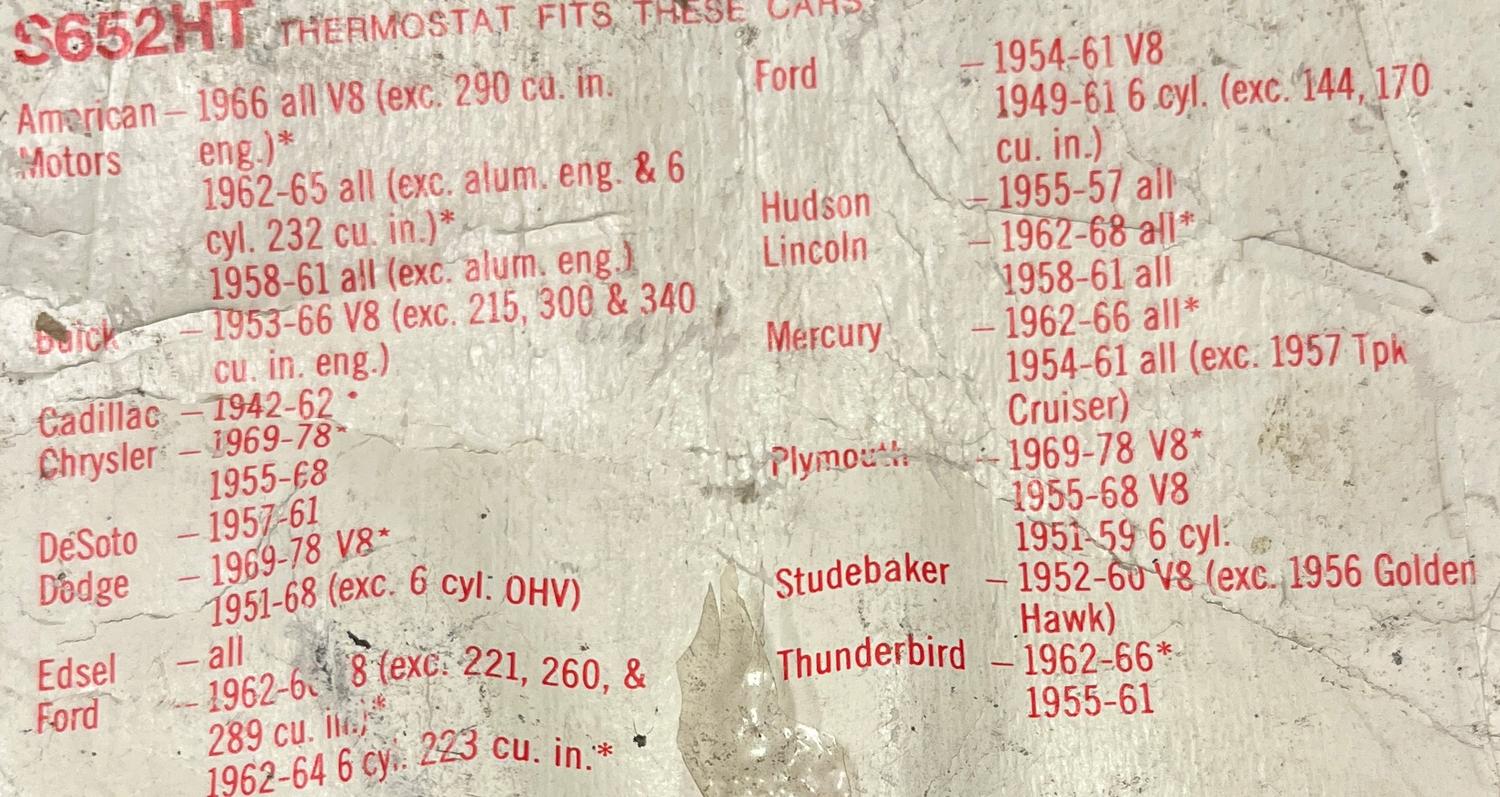 S652HT THERMOSTAT FITS THESE CARS
American – 1966 all V8 (exc. 290 cu. in.
Motors eng.)*
1962-65 all (exc. alum. eng. & 6
cyl. 232 cu. in.)*
1958-61 all (exc. alum. eng.)
Buick – 1953-66 V8 (exc. 215, 300 & 340
cu. in. eng.)
Cadillac – 1942-62 *
Chrysler – 1969-78*
1955-68
DeSoto – 1957-61
Dodge – 1969-78 V8*
1951-68 (exc. 6 cyl. OHV)
Edsel – all
Ford – 8 (exc. 221, 260, &
289 cu. in.)*
1962-64 6 cyl. 223 cu. in.*
Ford – 1954-61 V8
1949-61 6 cyl. (exc. 144, 170
cu. in.)
Hudson – 1955-57 all
Lincoln – 1962-68 all*
1958-61 all
Mercury – 1962-66 all*
1954-61 all (exc. 1957 Tpk
Cruiser)
Plymouth – 1969-78 V8*
1955-68 V8
1951-59 6 cyl.
Studebaker – 1952-60 V8 (exc. 1956 Golden
Hawk)
Thunderbird – 1962-66*
1955-61